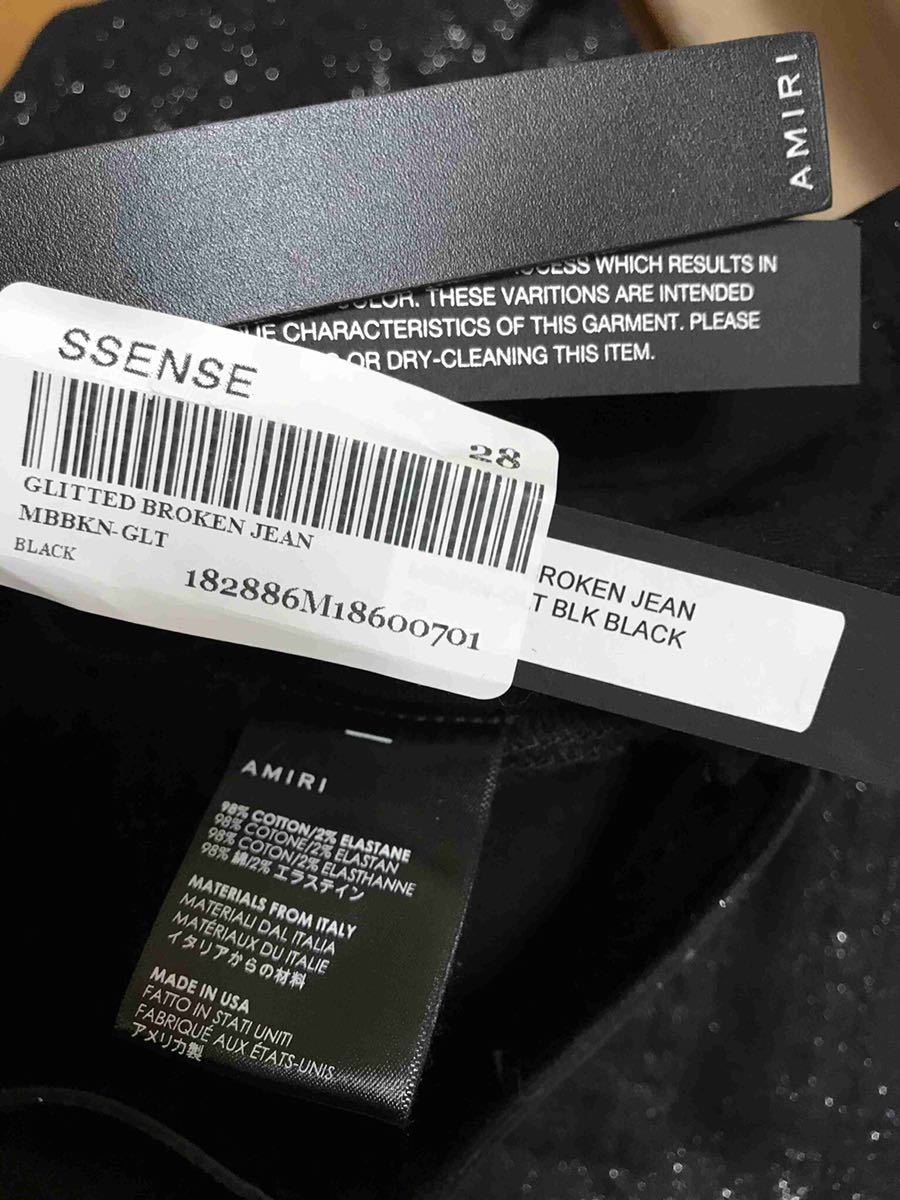 AMIRI
WHICH RESULTS IN
THESE VARITIONS ARE INTENDED
CHARACTERISTICS OF THIS GARMENT. PLEASE
OR DRY-CLEANING THIS ITEM.
SSENSE
28
GLITTED BROKEN JEAN
MBBKN-GLT
BLACK
182886M18600701
ROKEN JEAN
T BLK BLACK
AMIRI
98% COTTON/2% ELASTANE
98% COTONE/2% ELASTAN
98% COTON/2% ELASTHANNE
98% 綿/2% エラステイン
MATERIALS FROM ITALY
MATERIALI DAL ITALIA
MATÉRIAUX DU ITALIE
イタリアからの材料
MADE IN USA
FATTO IN STATI UNITI
FABRIQUÉ AUX ÉTATS-UNIS
アメリカ製